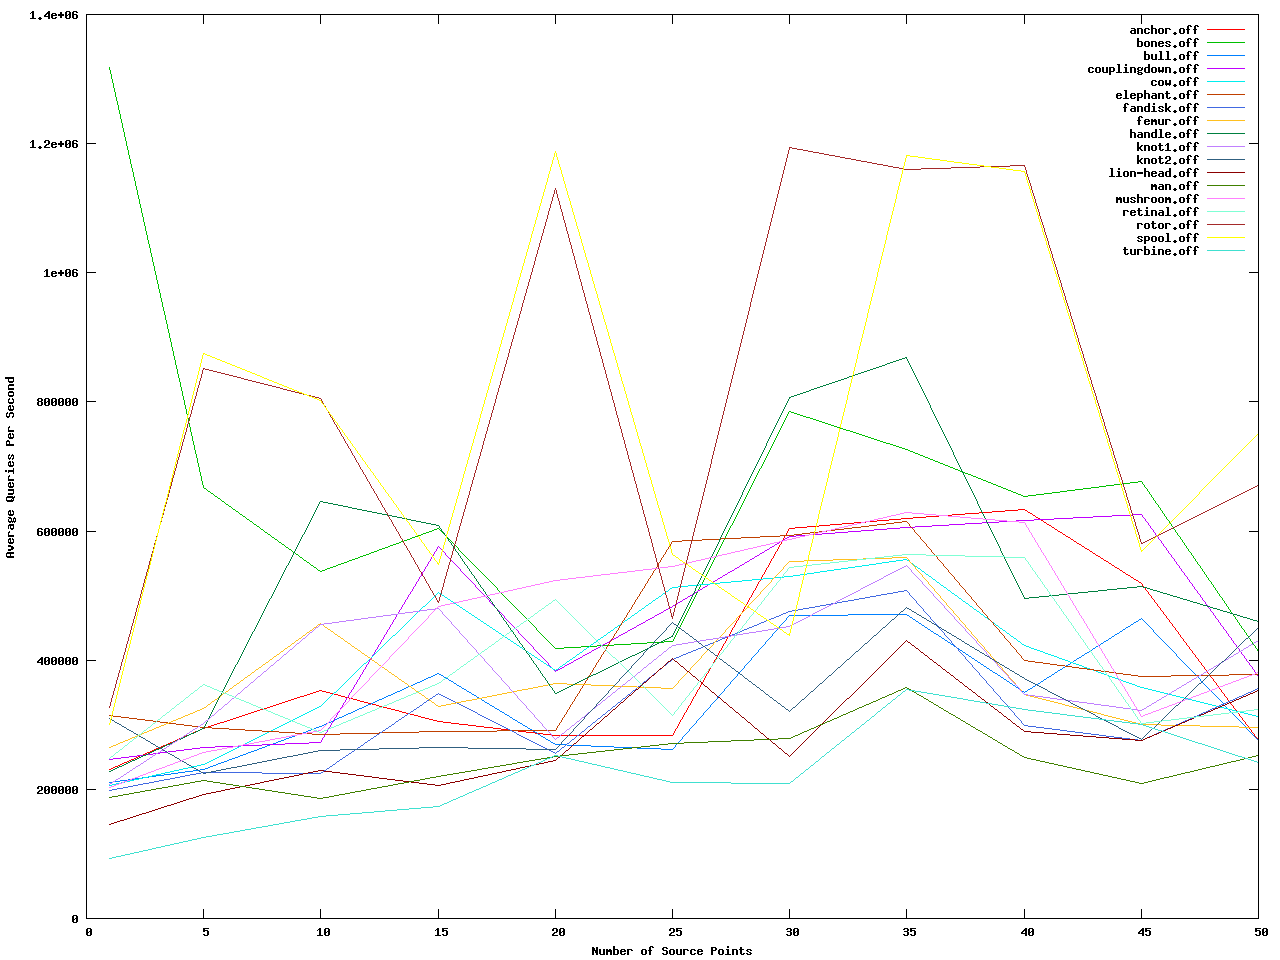 1.4e+06
1.2e+06
1e+06
800000
600000
400000
200000
0
0 5 10 15 20 25 30 35 40 45 50
Average Queries Per Second
Number of Source Points
anchor.off
bones.off
bull.off
couplingdown.off
cow.off
elephant.off
fandisk.off
femur.off
handle.off
knot1.off
knot2.off
lion-head.off
man.off
mushroom.off
retinal.off
rotor.off
spool.off
turbine.off